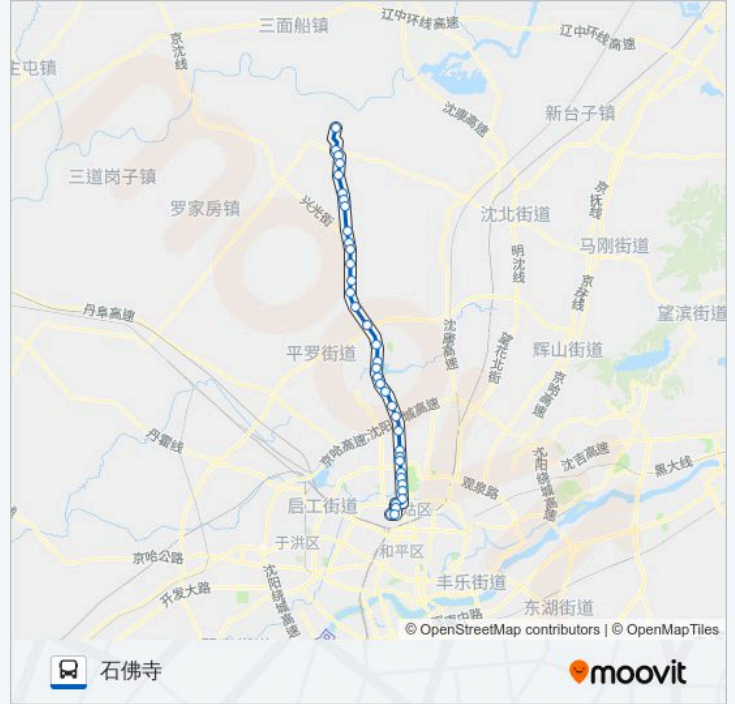 三面船镇
辽中环线高速
辽中环线高速
京沈线
主屯镇
沈康高速
新台子镇
三道岗子镇
罗家房镇
兴光街
京抚线
沈北街道
明沈线
马刚街道
京谷线
丹阜高速
望滨街道
沈康高速
望花北街
平罗街道
辉山街道
京哈高速
京哈高速;沈阳
城高速
丹霍线
沈阳绕城高速
沈吉高速
黑大线
观泉路
启工街道
姑区
于洪区
和平区
京哈公路
沈阳绕城高速
开发大路
丰乐街道
东湖街道
中路
© OpenStreetMap contributors | © OpenMapTiles
石佛寺
moovit